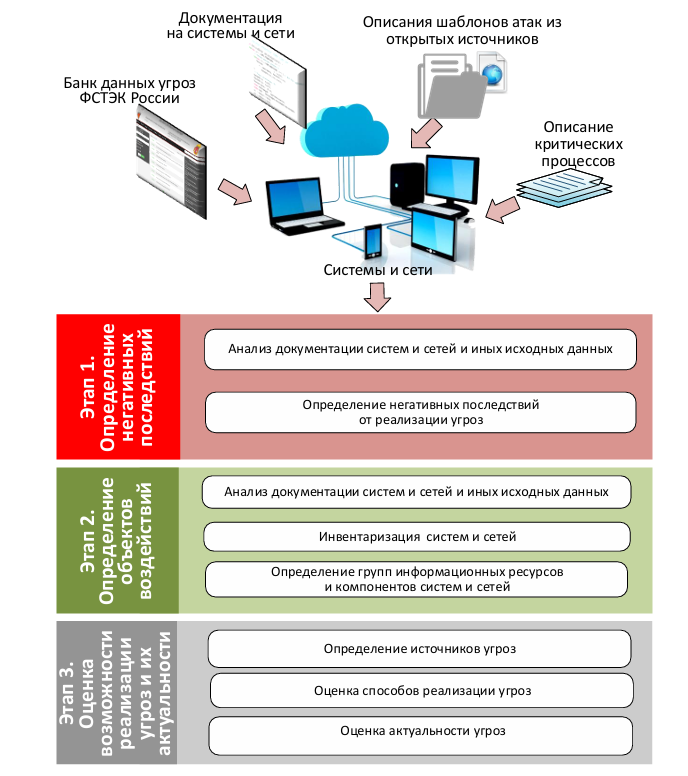 Документация
на системы и сети
Описания шаблонов атак из
открытых источников
Банк данных угроз
ФСТЭК России
Описание
критических
процессов
Системы и сети
Этап 1.
Определение
негативных
последствий
Анализ документации систем и сетей и иных исходных данных
Определение негативных последствий
от реализации угроз
Этап 2.
Определение
объектов
воздействий
Анализ документации систем и сетей и иных исходных данных
Инвентаризация систем и сетей
Определение групп информационных ресурсов
и компонентов систем и сетей
Этап 3.
Оценка
возможности
реализации
угроз и их
актуальности
Определение источников угроз
Оценка способов реализации угроз
Оценка актуальности угроз